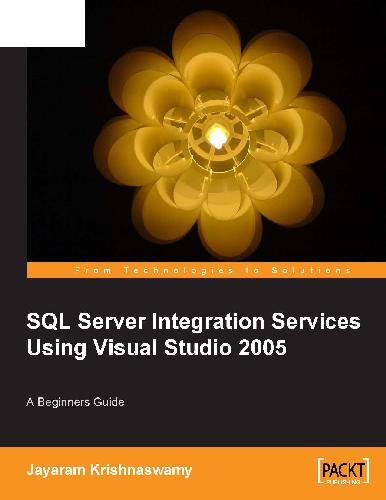 From Technologies to Solutions
SQL Server Integration Services
Using Visual Studio 2005
A Beginners Guide
Jayaram Krishnaswamy
PACKT
PUBLISHING